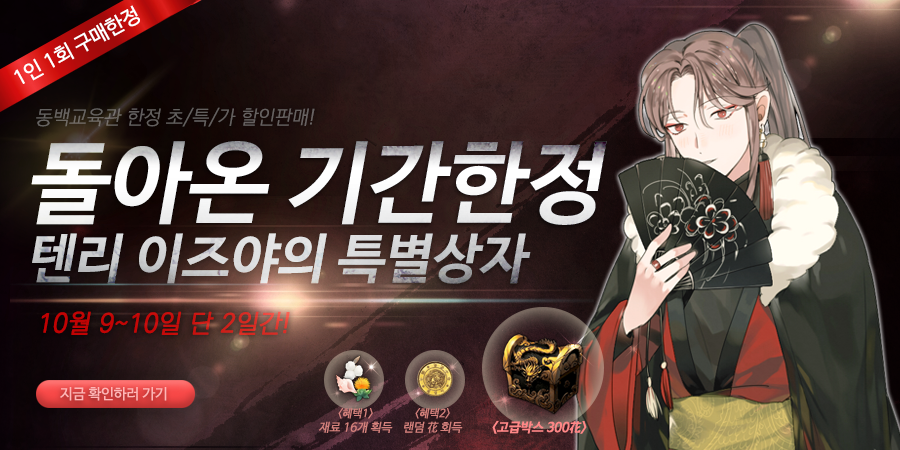 1인 1회 구매한정
동백교육관 한정 초/특/가 할인판매!
돌아온 기간한정
텐리 이즈야의 특별상자
10월 9~10일 단 2일간!
지금 확인하러 가기
<혜택1>
재료 16개 획득
<혜택2>
랜덤 花 획득
<고급박스 300花>